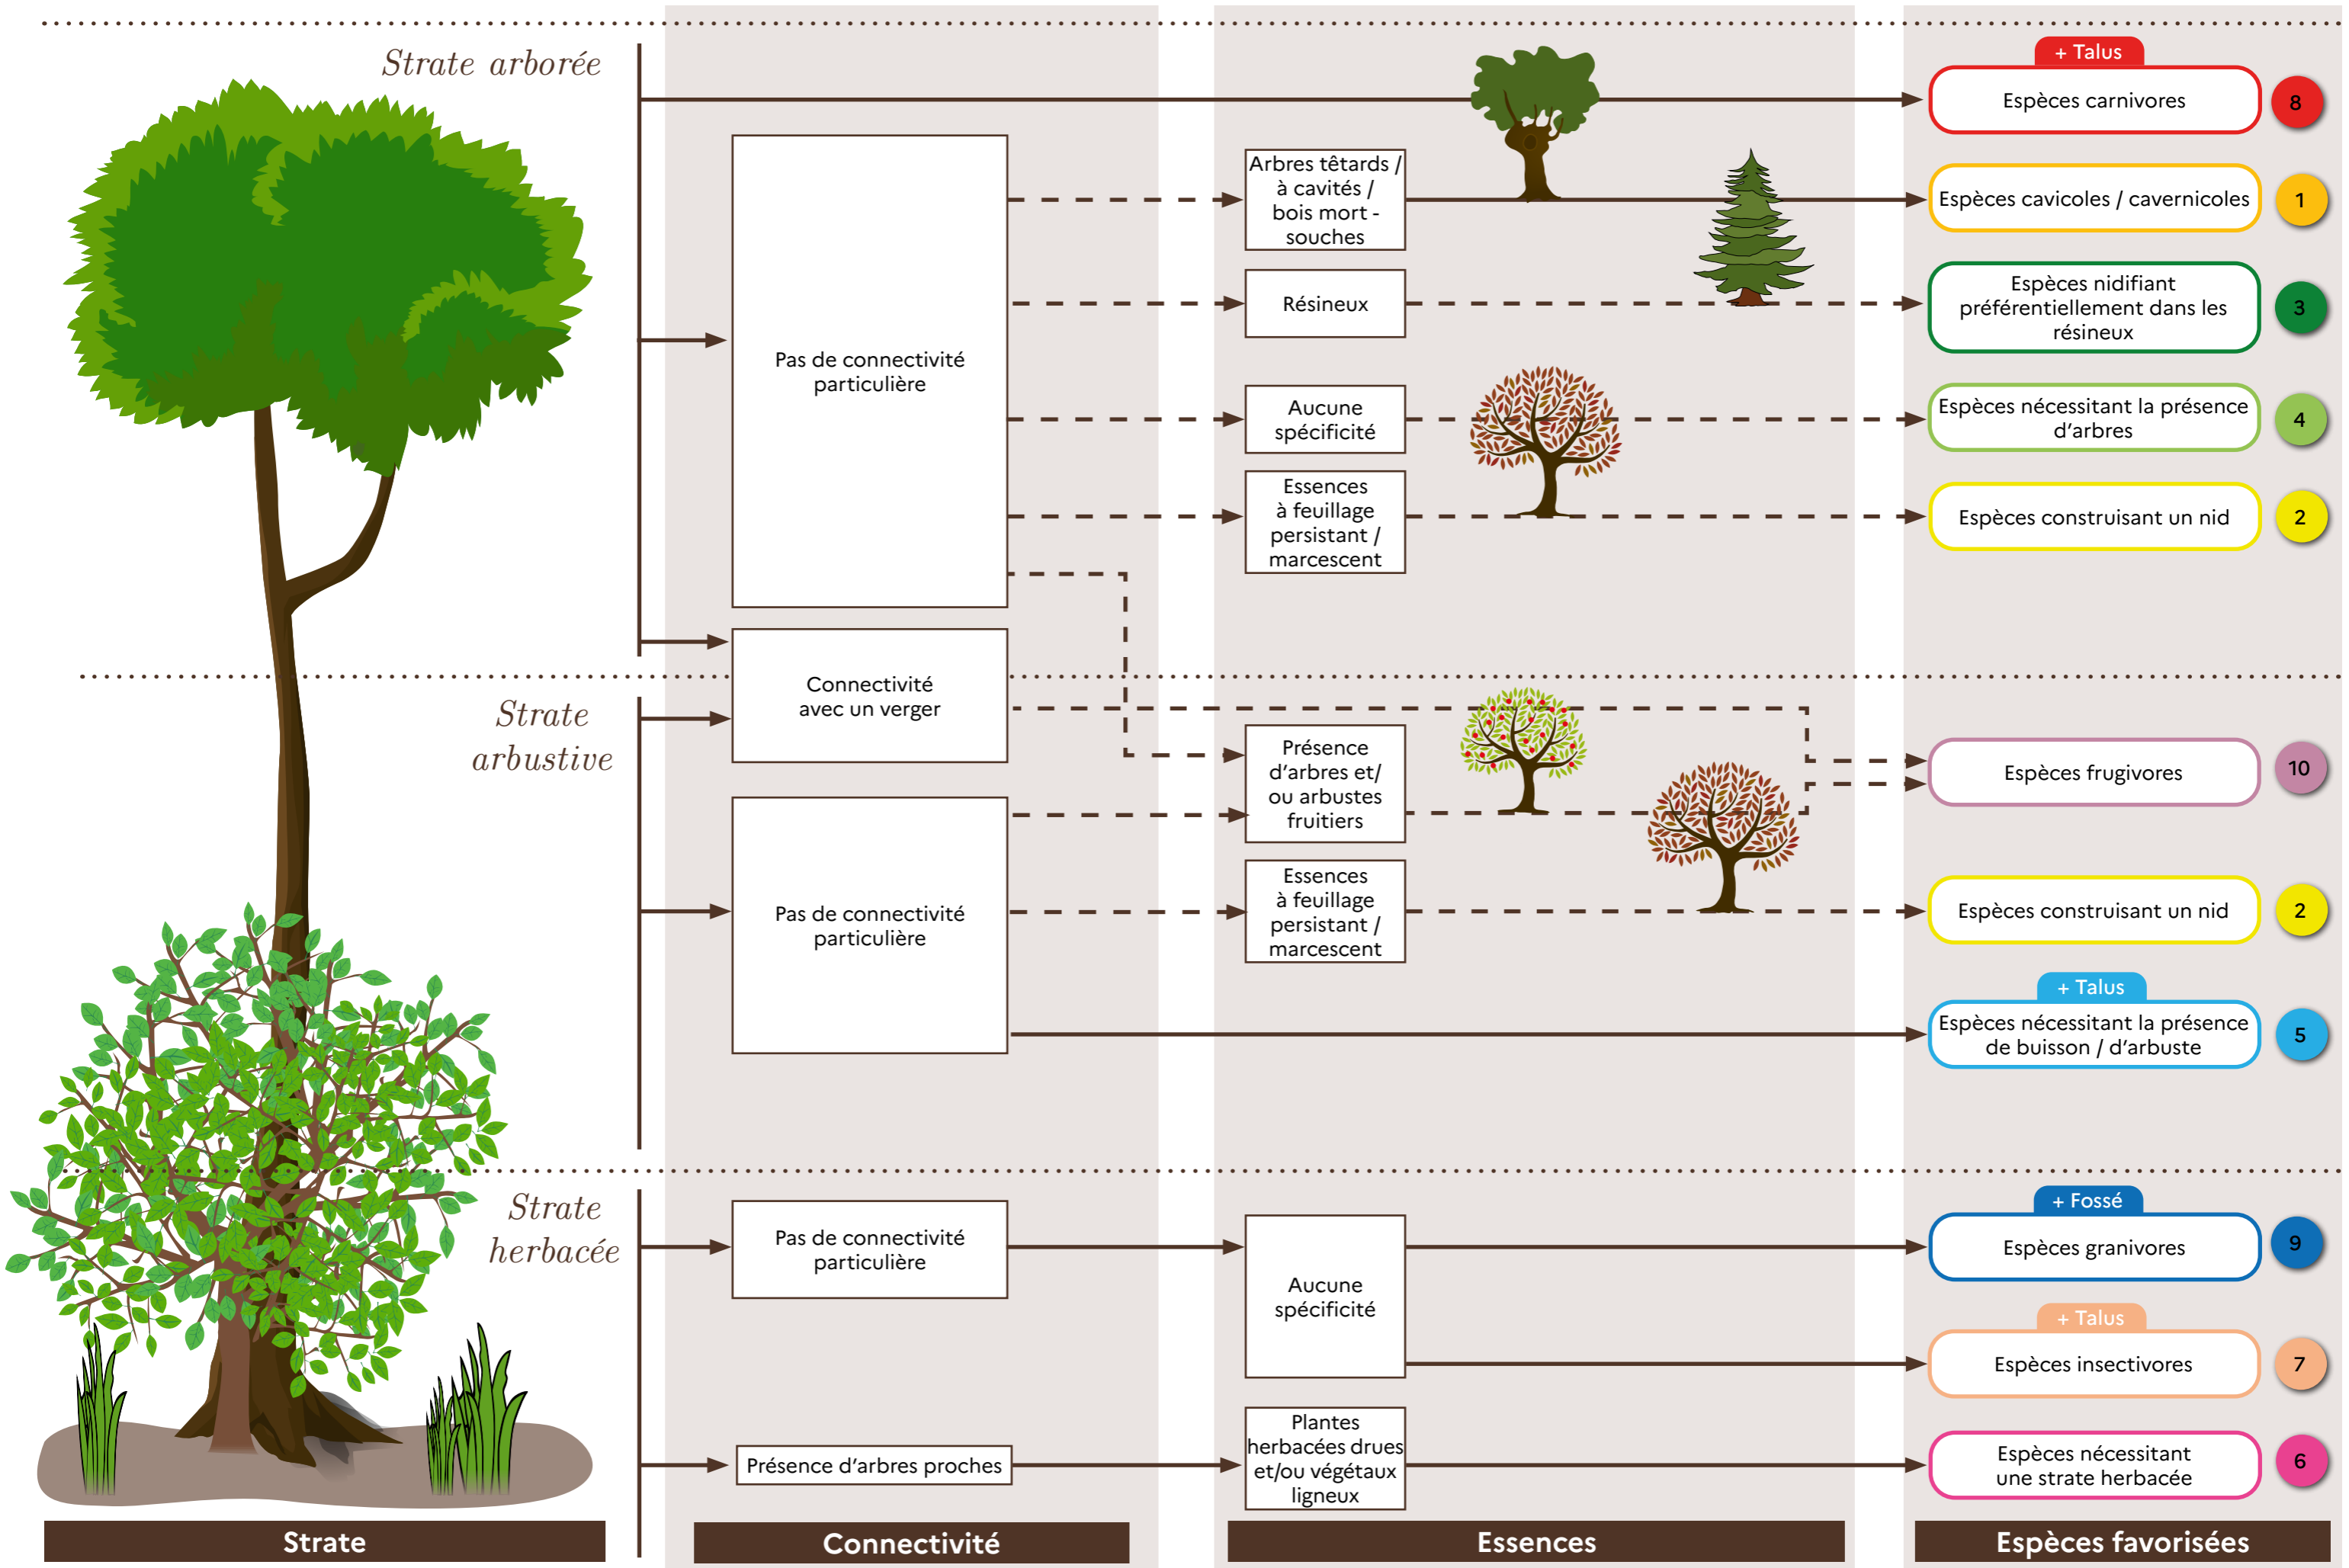 Strate arborée
+ Talus
Espèces carnivores
8
Pas de connectivité
particulière
Arbres têtards /
à cavités /
bois mort -
souches
Espèces cavicoles / cavernicoles
1
Résineux
Espèces nidifiant
préférentiellement dans les
résineux
3
Aucune
spécificité
Espèces nécessitant la présence
d'arbres
4
Essences
à feuillage
persistant /
marcescent
Espèces construisant un nid
2
Connectivité
avec un verger
Strate
arbustive
Présence
d'arbres et/
ou arbustes
fruitiers
Espèces frugivores
10
Pas de connectivité
particulière
Essences
à feuillage
persistant /
marcescent
Espèces construisant un nid
2
+ Talus
Espèces nécessitant la présence
de buisson / d'arbuste
5
Strate
herbacée
Pas de connectivité
particulière
Aucune
spécificité
+ Fossé
Espèces granivores
9
+ Talus
Espèces insectivores
7
Présence d'arbres proches
Plantes
herbacées drues
et/ou végétaux
ligneux
Espèces nécessitant
une strate herbacée
6
Strate
Connectivité
Essences
Espèces favorisées